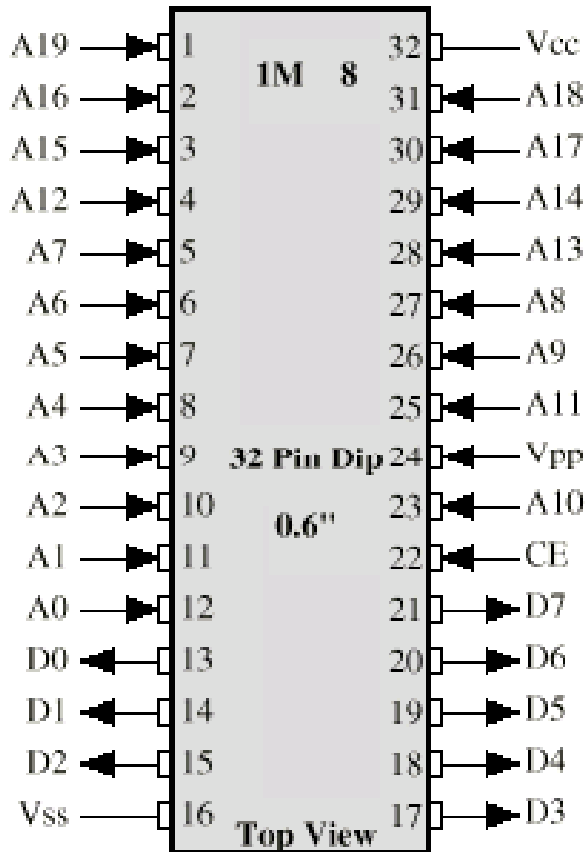 A19 1 32 Vcc
1M 8
A16 2 31 A18
A15 3 30 A17
A12 4 29 A14
A7 5 28 A13
A6 6 27 A8
A5 7 26 A9
A4 8 25 A11
A3 9 32 Pin Dip 24 Vpp
A2 10 23 A10
0.6"
A1 11 22 CE
A0 12 21 D7
D0 13 20 D6
D1 14 19 D5
D2 15 18 D4
Vss 16 17 D3
Top View